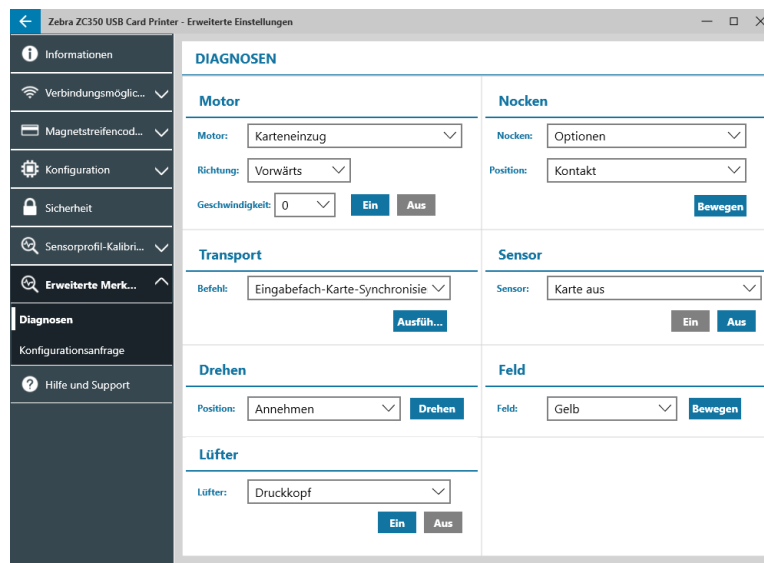 Zebra ZC350 USB Card Printer - Erweiterte Einstellungen
Informationen
Verbindungsmöglic...
Magnetstreifencod...
Konfiguration
Sicherheit
Sensorprofil-Kalibri...
Erweiterte Merk...
Diagnosen
Konfigurationsanfrage
Hilfe und Support
DIAGNOSEN
Motor
Motor: Karteneinzug
Richtung: Vorwärts
Geschwindigkeit: 0 Ein Aus
Nocken
Nocken: Optionen
Position: Kontakt
Bewegen
Transport
Befehl: Eingabefach-Karte-Synchronisie
Ausfüh...
Sensor
Sensor: Karte aus
Ein Aus
Drehen
Position: Annehmen Drehen
Feld
Feld: Gelb Bewegen
Lüfter
Lüfter: Druckkopf
Ein Aus